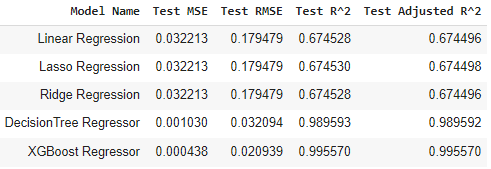 Model Name Test MSE Test RMSE Test R^2 Test Adjusted R^2
Linear Regression 0.032213 0.179479 0.674528 0.674496
Lasso Regression 0.032213 0.179479 0.674530 0.674498
Ridge Regression 0.032213 0.179479 0.674528 0.674496
DecisionTree Regressor 0.001030 0.032094 0.989593 0.989592
XGBoost Regressor 0.000438 0.020939 0.995570 0.995570